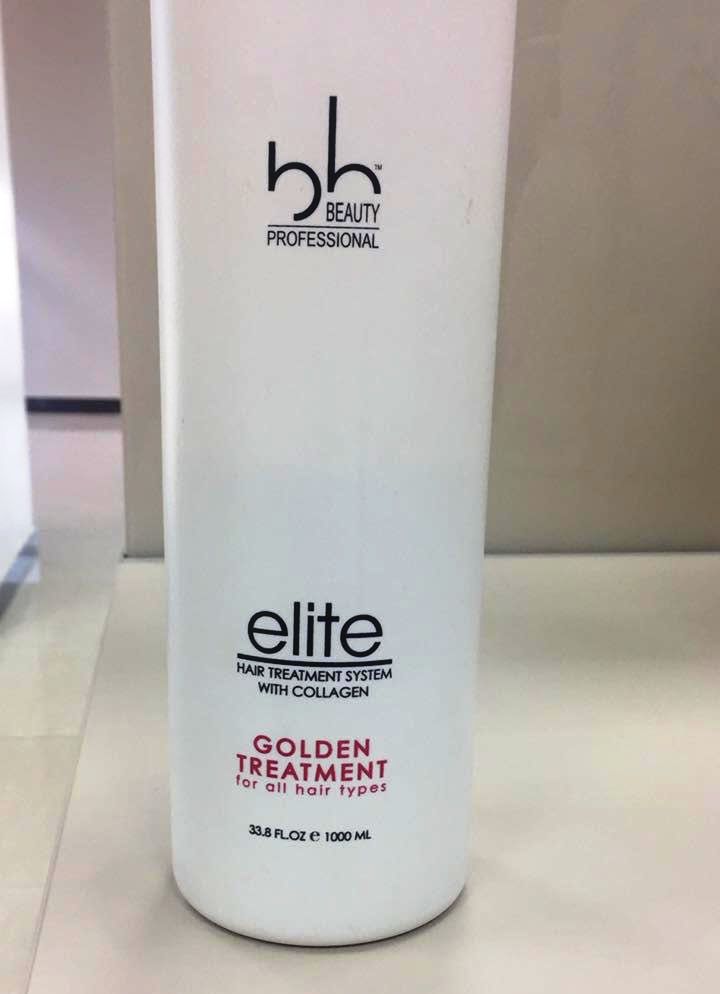 bh™
BEAUTY
PROFESSIONAL
elite
HAIR TREATMENT SYSTEM
WITH COLLAGEN
GOLDEN
TREATMENT
for all hair types
33.8 FL.OZ ℮ 1000 ML